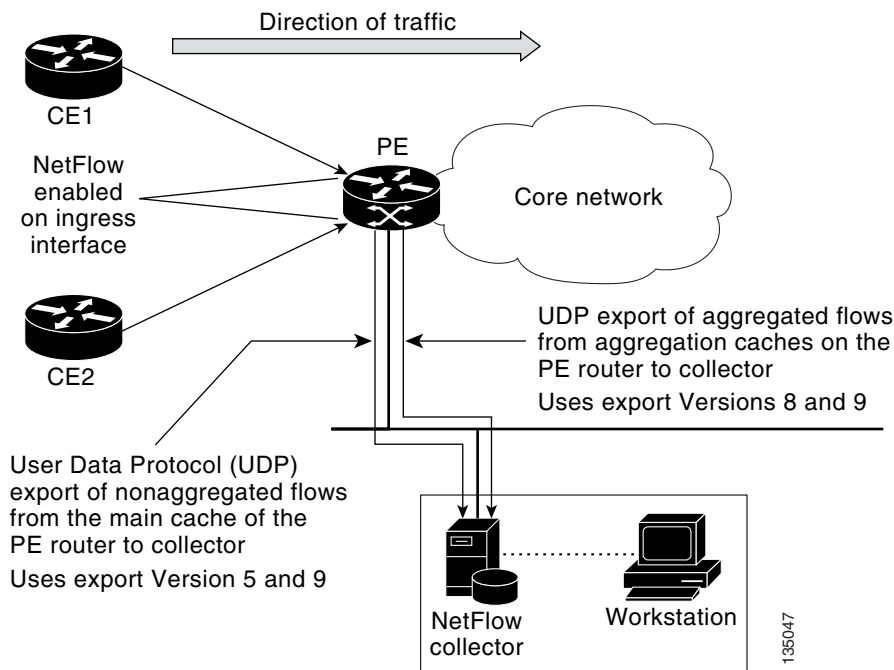 Direction of traffic
CE1
NetFlow
enabled
on ingress
interface
PE
Core network
CE2
UDP export of aggregated flows
from aggregation caches on the
PE router to collector
Uses export Versions 8 and 9
User Data Protocol (UDP)
export of nonaggregated flows
from the main cache of the
PE router to collector
Uses export Version 5 and 9
NetFlow
collector
Workstation
135047